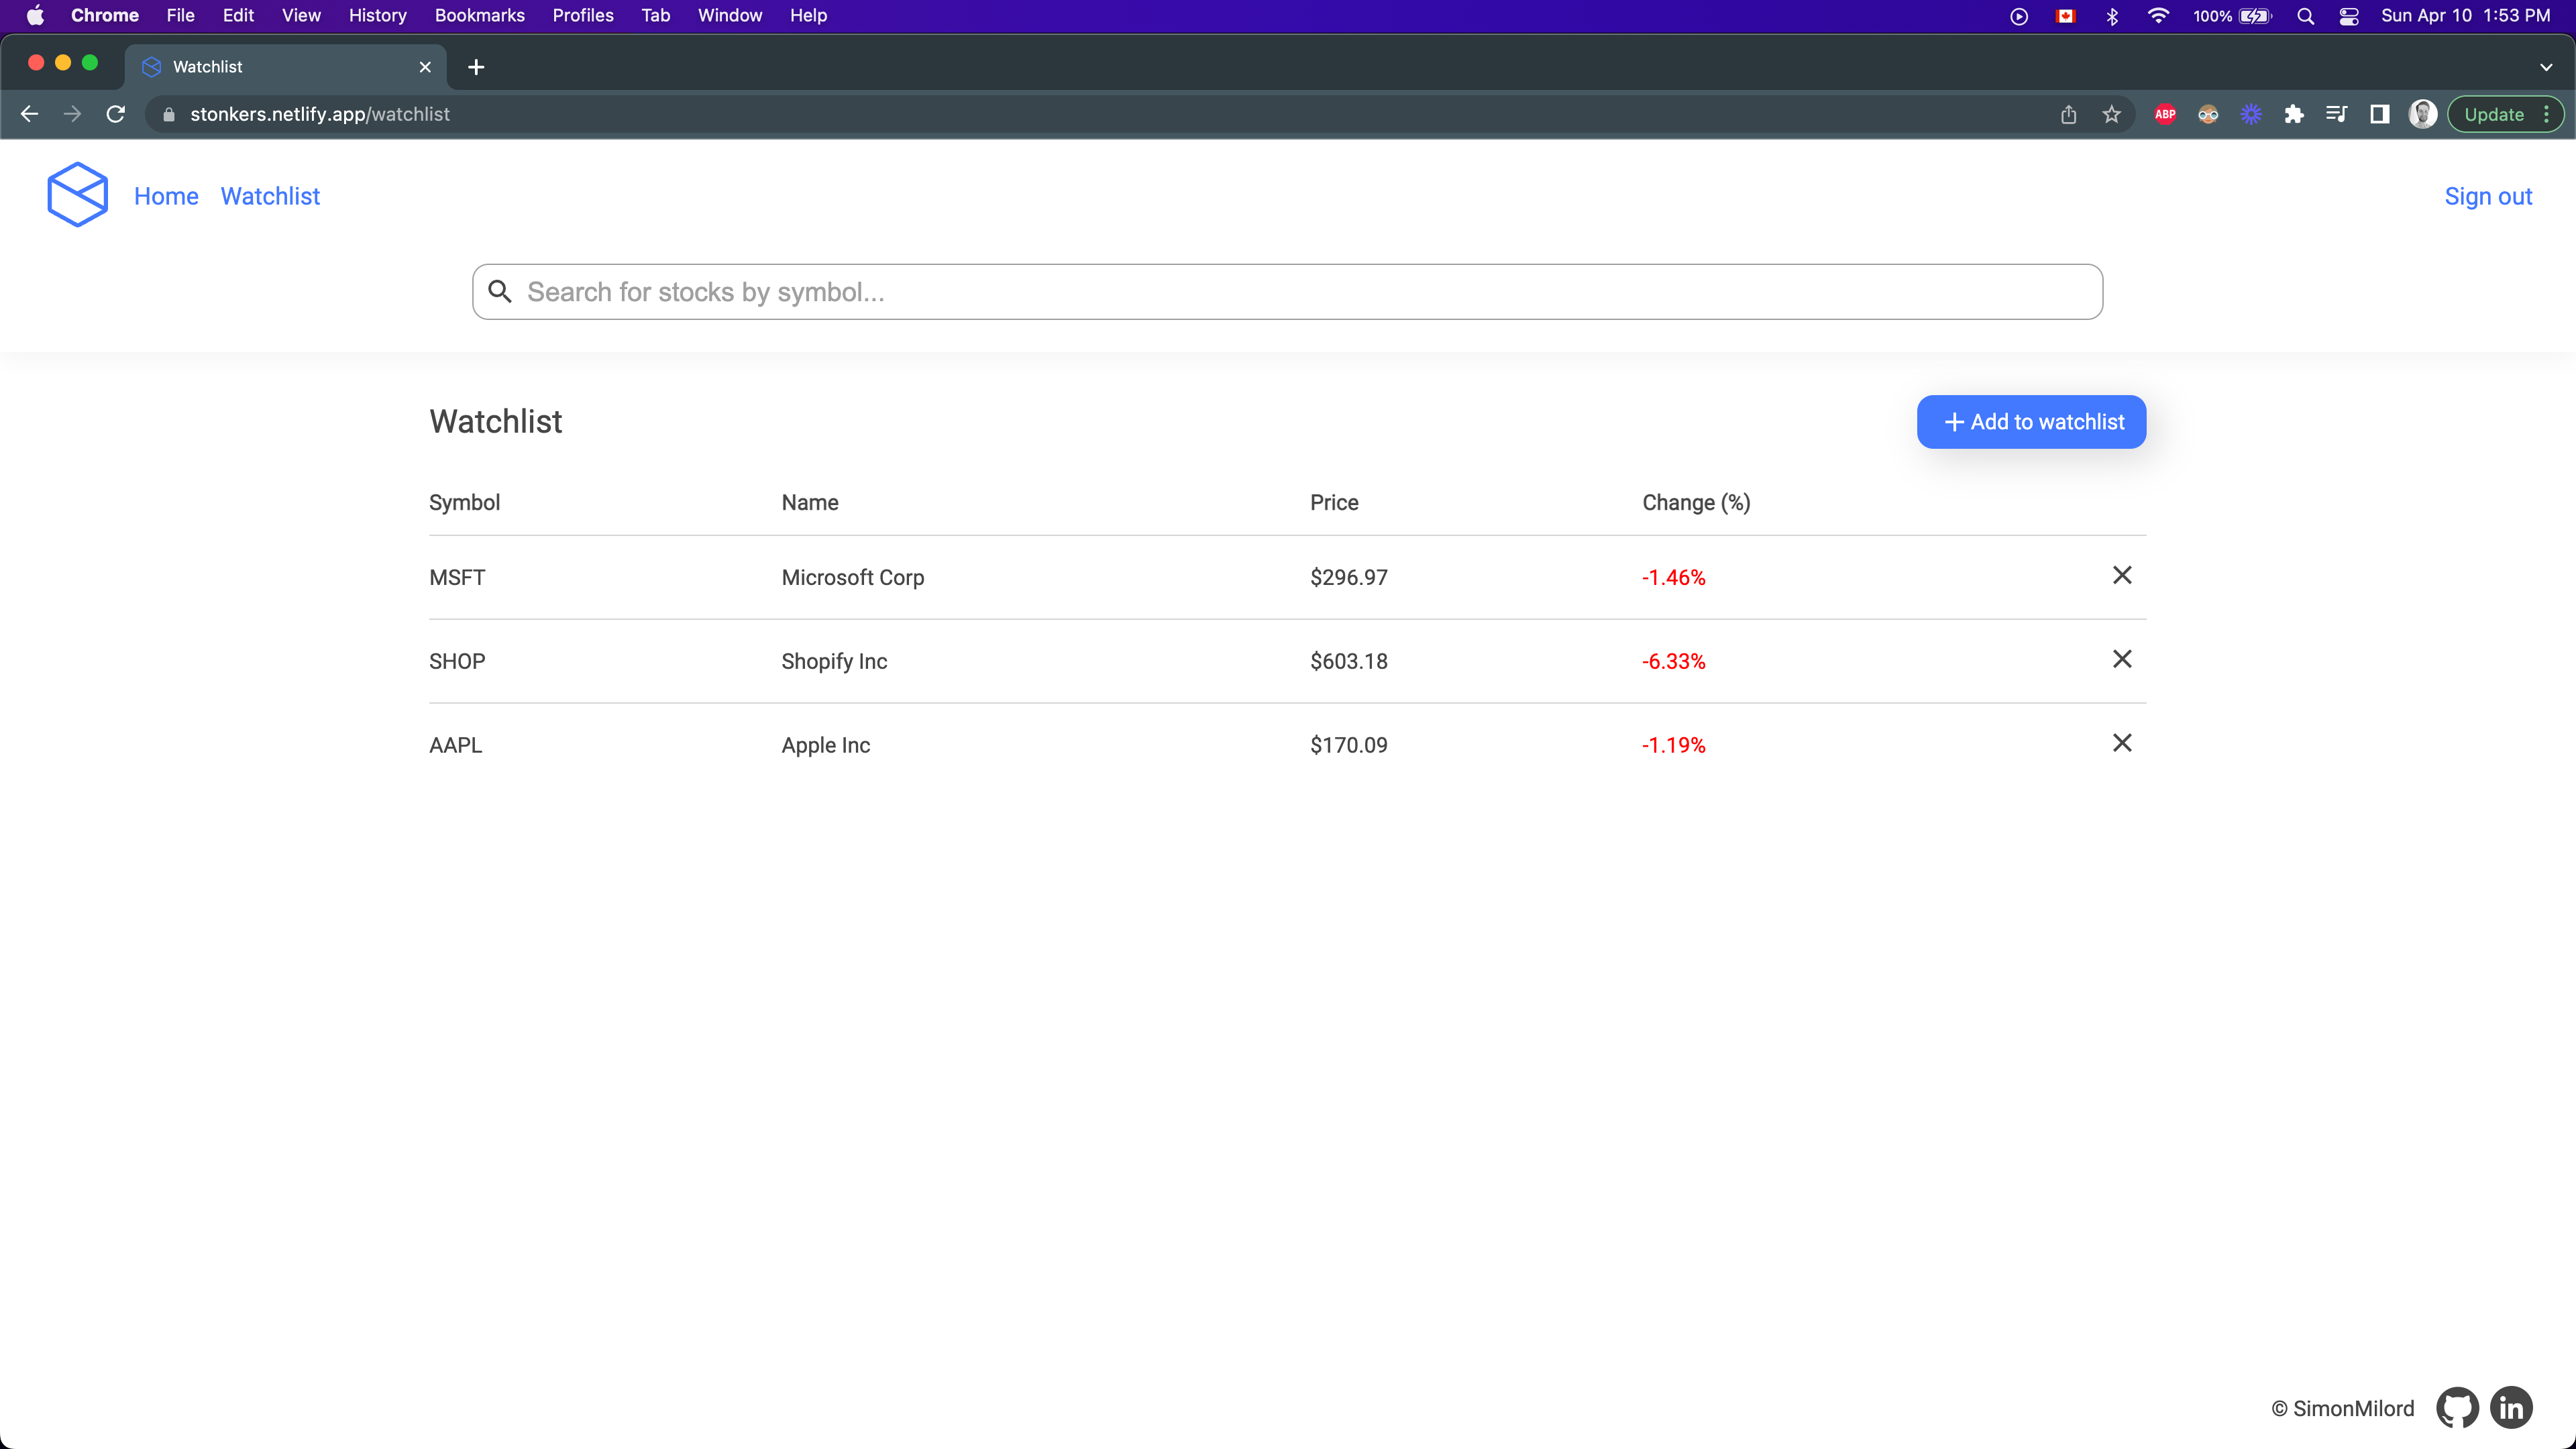 Chrome File Edit View History Bookmarks Profiles Tab Window Help 100% Sun Apr 10 1:53 PM
Watchlist
stonkers.netlify.app/watchlist ABP Update
Home Watchlist Sign out
Search for stocks by symbol...
Watchlist Add to watchlist
Symbol Name Price Change (%)
MSFT Microsoft Corp $296.97 -1.46%
SHOP Shopify Inc $603.18 -6.33%
AAPL Apple Inc $170.09 -1.19%
© SimonMilord in